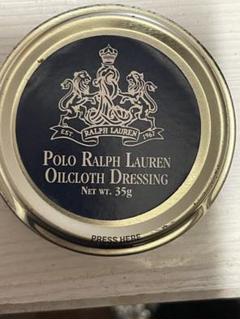 EST 1967
RALPH LAUREN
POLO RALPH LAUREN
OILCLOTH DRESSING
NET WT. 35g
PRESS HERE